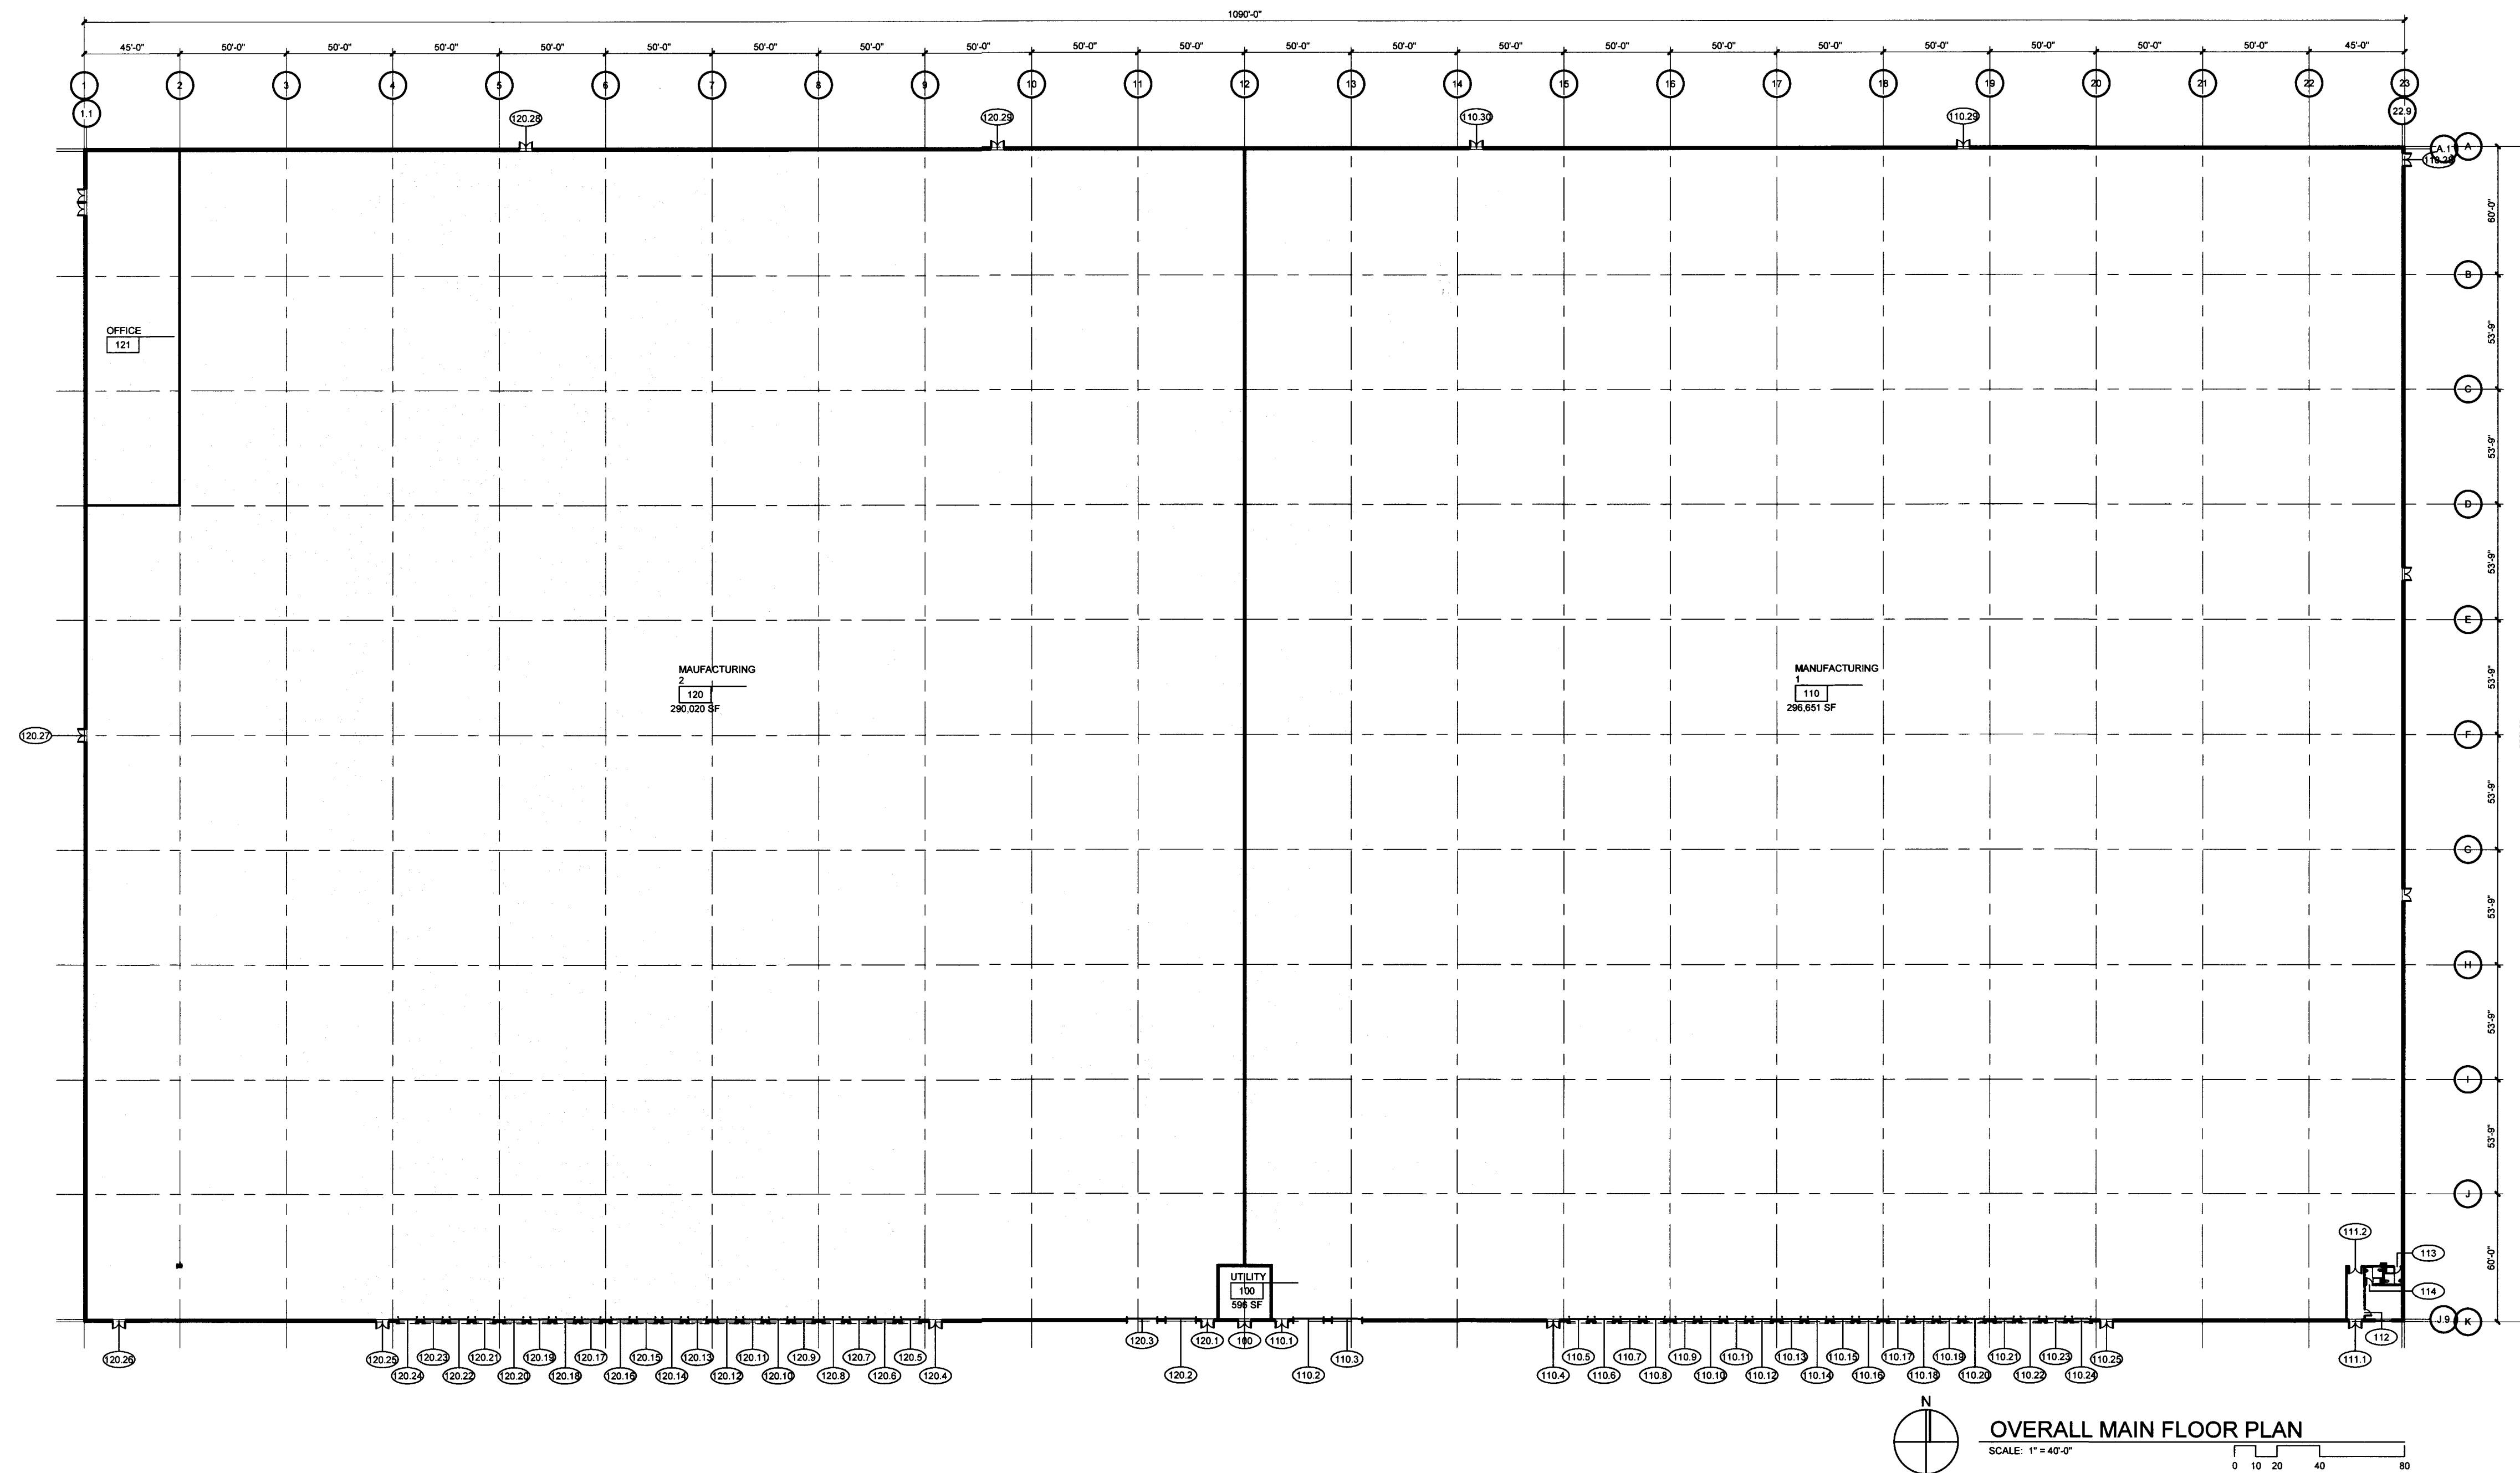 1090'-0"
45'-0" 50'-0" 50'-0" 50'-0" 50'-0" 50'-0" 50'-0" 50'-0" 50'-0" 50'-0" 50'-0" 50'-0" 50'-0" 50'-0" 50'-0" 50'-0" 50'-0" 50'-0" 50'-0" 50'-0" 50'-0" 45'-0"
1 2 3 4 5 6 7 8 9 10 11 12 13 14 15 16 17 18 19 20 21 22 23
1.1 22.9
120.28 120.29 110.30 110.29
A.1 A
110.28
60'-0"
B
OFFICE
121
53'-9"
C
53'-9"
D
53'-9"
E
MAUFACTURING
2
120
290,020 SF
MANUFACTURING
1
110
296,651 SF
53'-9"
120.27
F
53'-9"
G
53'-9"
H
53'-9"
I
53'-9"
J
111.2
113
60'-0"
UTILITY
100
596 SF
114
J.9 K
112
120.3 120.1 100 110.1
120.26 120.25 120.23 120.21 120.19 120.17 120.15 120.13 120.11 120.9 120.7 120.5 110.3 110.5 110.7 110.9 110.11 110.13 110.15 110.17 110.19 110.21 110.23 110.25 111.1
120.24 120.22 120.20 120.18 120.16 120.14 120.12 120.10 120.8 120.6 120.4 120.2 110.2 110.4 110.6 110.8 110.10 110.12 110.14 110.16 110.18 110.20 110.22 110.24
N
OVERALL MAIN FLOOR PLAN
SCALE: 1" = 40'-0"
0 10 20 40 80